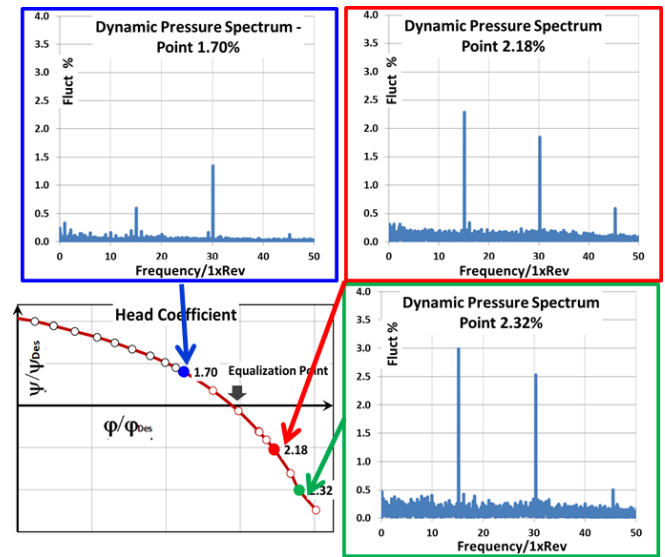 Dynamic Pressure Spectrum -
Point 1.70%
Fluct %
4.0
3.5
3.0
2.5
2.0
1.5
1.0
0.5
0.0
0 10 20 30 40 50
Frequency/1xRev
Dynamic Pressure Spectrum
Point 2.18%
Fluct %
4.0
3.5
3.0
2.5
2.0
1.5
1.0
0.5
0.0
0 10 20 30 40 50
Frequency/1xRev
Head Coefficient
Ψ/ΨDes
Equalization Point
1.70
φ/φDes
2.18
2.32
Dynamic Pressure Spectrum
Point 2.32%
Fluct %
4.0
3.5
3.0
2.5
2.0
1.5
1.0
0.5
0.0
0 10 20 30 40 50
Frequency/1xRev